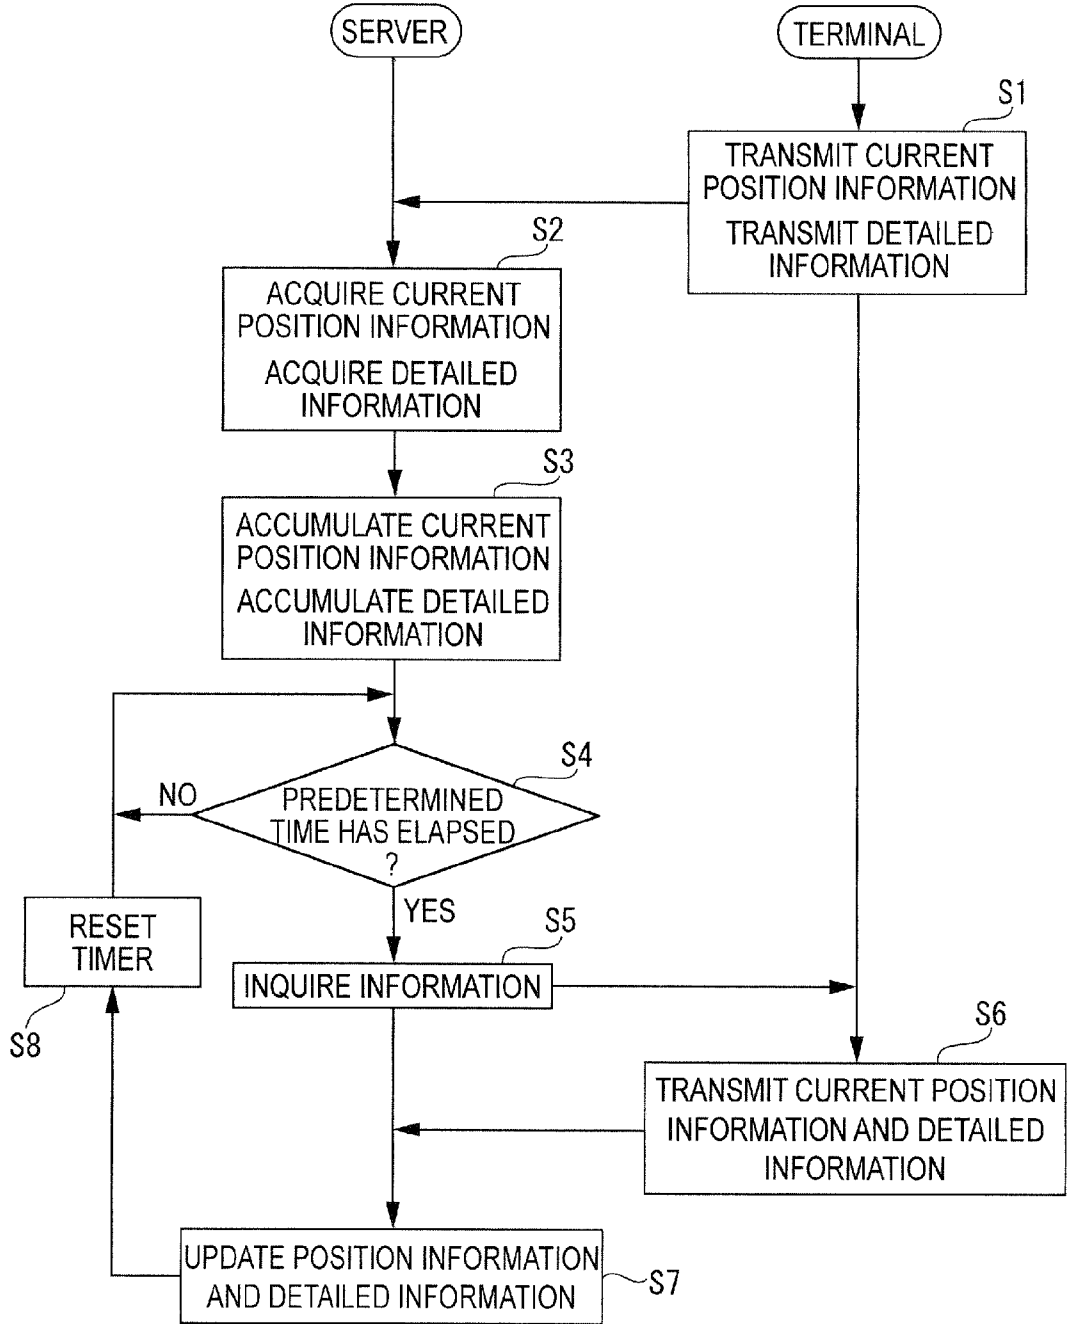 SERVER
TERMINAL
S1
TRANSMIT CURRENT
POSITION INFORMATION
TRANSMIT DETAILED
INFORMATION
S2
ACQUIRE CURRENT
POSITION INFORMATION
ACQUIRE DETAILED
INFORMATION
S3
ACCUMULATE CURRENT
POSITION INFORMATION
ACCUMULATE DETAILED
INFORMATION
S4
PREDETERMINED
TIME HAS ELAPSED
?
NO
YES
RESET
TIMER
S8
S5
INQUIRE INFORMATION
S6
TRANSMIT CURRENT POSITION
INFORMATION AND DETAILED
INFORMATION
UPDATE POSITION INFORMATION
AND DETAILED INFORMATION
S7